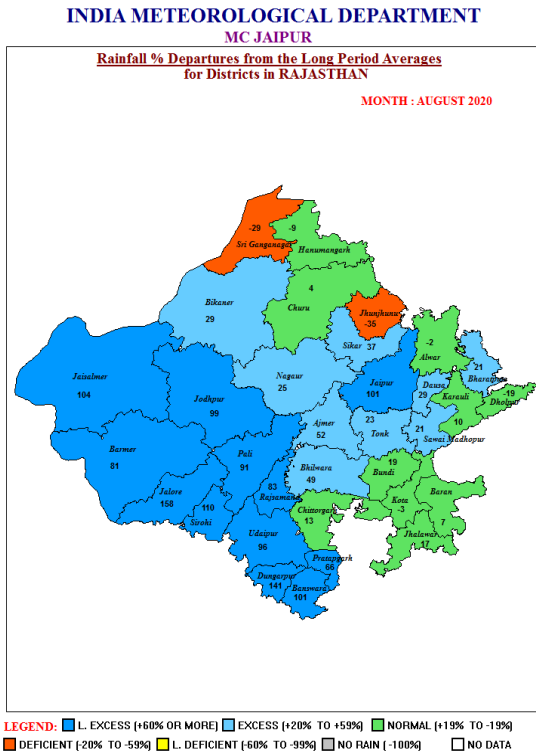 INDIA METEOROLOGICAL DEPARTMENT
MC JAIPUR
Rainfall % Departures from the Long Period Averages
for Districts in RAJASTHAN
MONTH : AUGUST 2020
-29
Sri Ganganagar
-9
Hanumangarh
4
Churu
Bikaner
29
Jhunjhunu
-35
Sikar 37
-2
Alwar
21
Bharatpur
Jaisalmer
104
Jodhpur
99
Nagaur
25
Jaipur
101
Dausa
29
Karauli
10
-19
Dholpur
Ajmer
52
23
Tonk
21
Sawai Madhopur
Barmer
81
Pali
91
Bhilwara
49
19
Bundi
83
Rajsamand
Jalore
158
110
Sirohi
Chittorgarh
13
Kota
-3
Baran
7
Jhalawar
17
Udaipur
96
Pratapgarh
66
Dungarpur
141
Banswara
101
LEGEND: L. EXCESS (+60% OR MORE) EXCESS (+20% TO +59%) NORMAL (+19% TO -19%)
DEFICIENT (-20% TO -59%) L. DEFICIENT (-60% TO -99%) NO RAIN (-100%) NO DATA